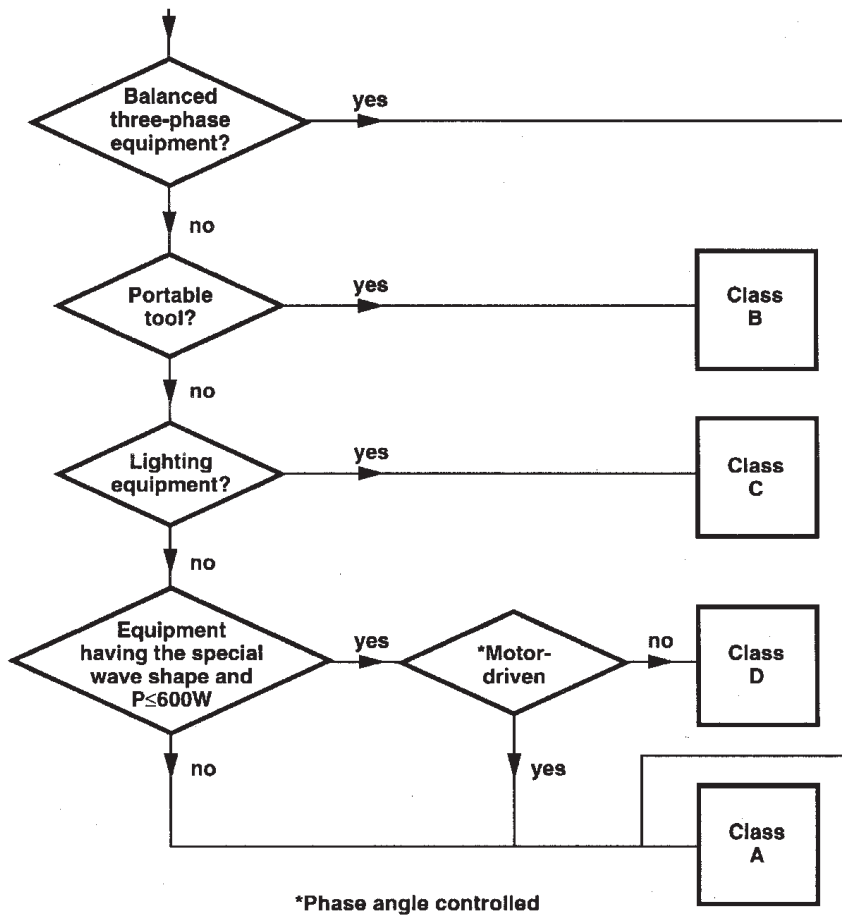 Balanced
three-phase
equipment?
yes
no
Portable
tool?
yes
Class
B
no
Lighting
equipment?
yes
Class
C
no
Equipment
having the special
wave shape and
P≤600W
yes
*Motor-
driven
no
Class
D
no
yes
Class
A
*Phase angle controlled